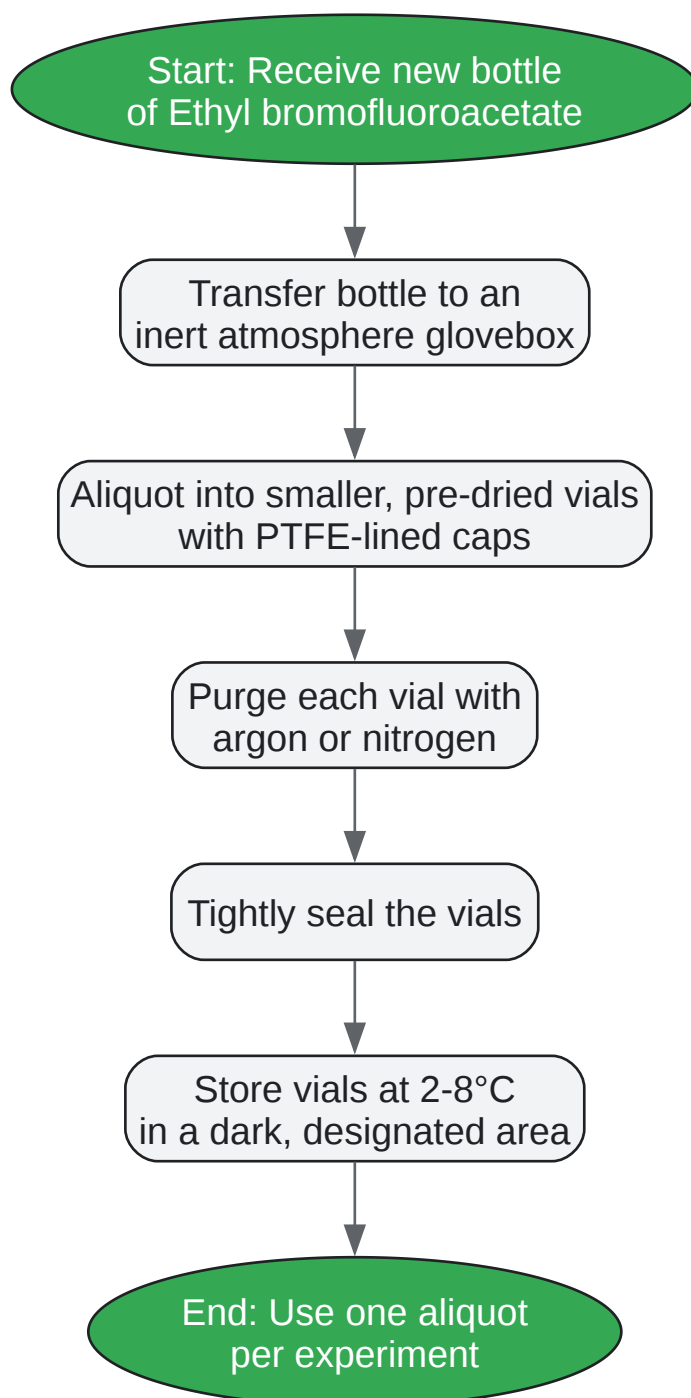 Start: Receive new bottle
of Ethyl bromofluoroacetate
Transfer bottle to an
inert atmosphere glovebox
Aliquot into smaller, pre-dried vials
with PTFE-lined caps
Purge each vial with
argon or nitrogen
Tightly seal the vials
Store vials at 2-8°C
in a dark, designated area
End: Use one aliquot
per experiment